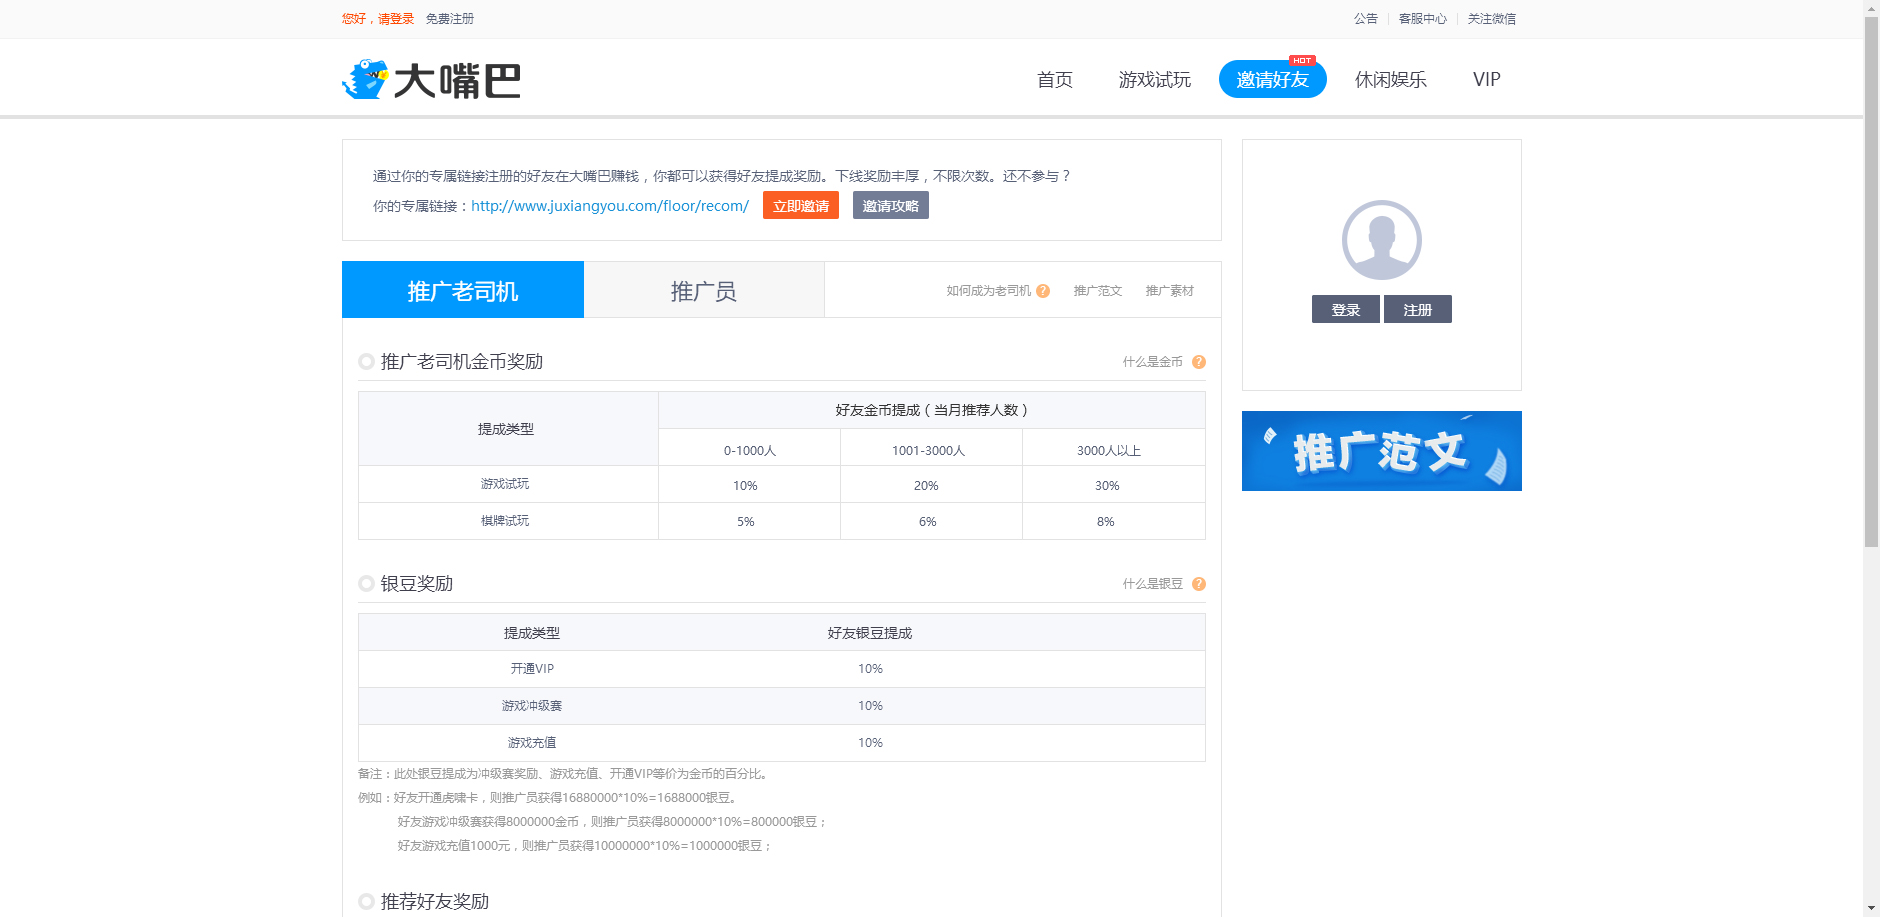 您好，请登录 免费注册 公告 客服中心 关注微信
大嘴巴 首页 游戏试玩 邀请好友 HOT 休闲娱乐 VIP
通过你的专属链接注册的好友在大嘴巴赚钱，你都可以获得好友提成奖励。下线奖励丰厚，不限次数。还不参与？
你的专属链接：http://www.juxiangyou.com/floor/recom/ 立即邀请 邀请攻略
登录 注册
推广范文
推广老司机 推广员 如何成为老司机 ? 推广范文 推广素材
推广老司机金币奖励 什么是金币 ?
提成类型 好友金币提成（当月推荐人数）
0-1000人 1001-3000人 3000人以上
游戏试玩 10% 20% 30%
棋牌试玩 5% 6% 8%
银豆奖励 什么是银豆 ?
提成类型 好友银豆提成
开通VIP 10%
游戏冲级赛 10%
游戏充值 10%
备注：此处银豆提成为冲级赛奖励、游戏充值、开通VIP等价为金币的百分比。
例如：好友开通虎啸卡，则推广员获得16880000*10%=1688000银豆。
好友游戏冲级赛获得8000000金币，则推广员获得8000000*10%=800000银豆；
好友游戏充值1000元，则推广员获得10000000*10%=1000000银豆；
推荐好友奖励